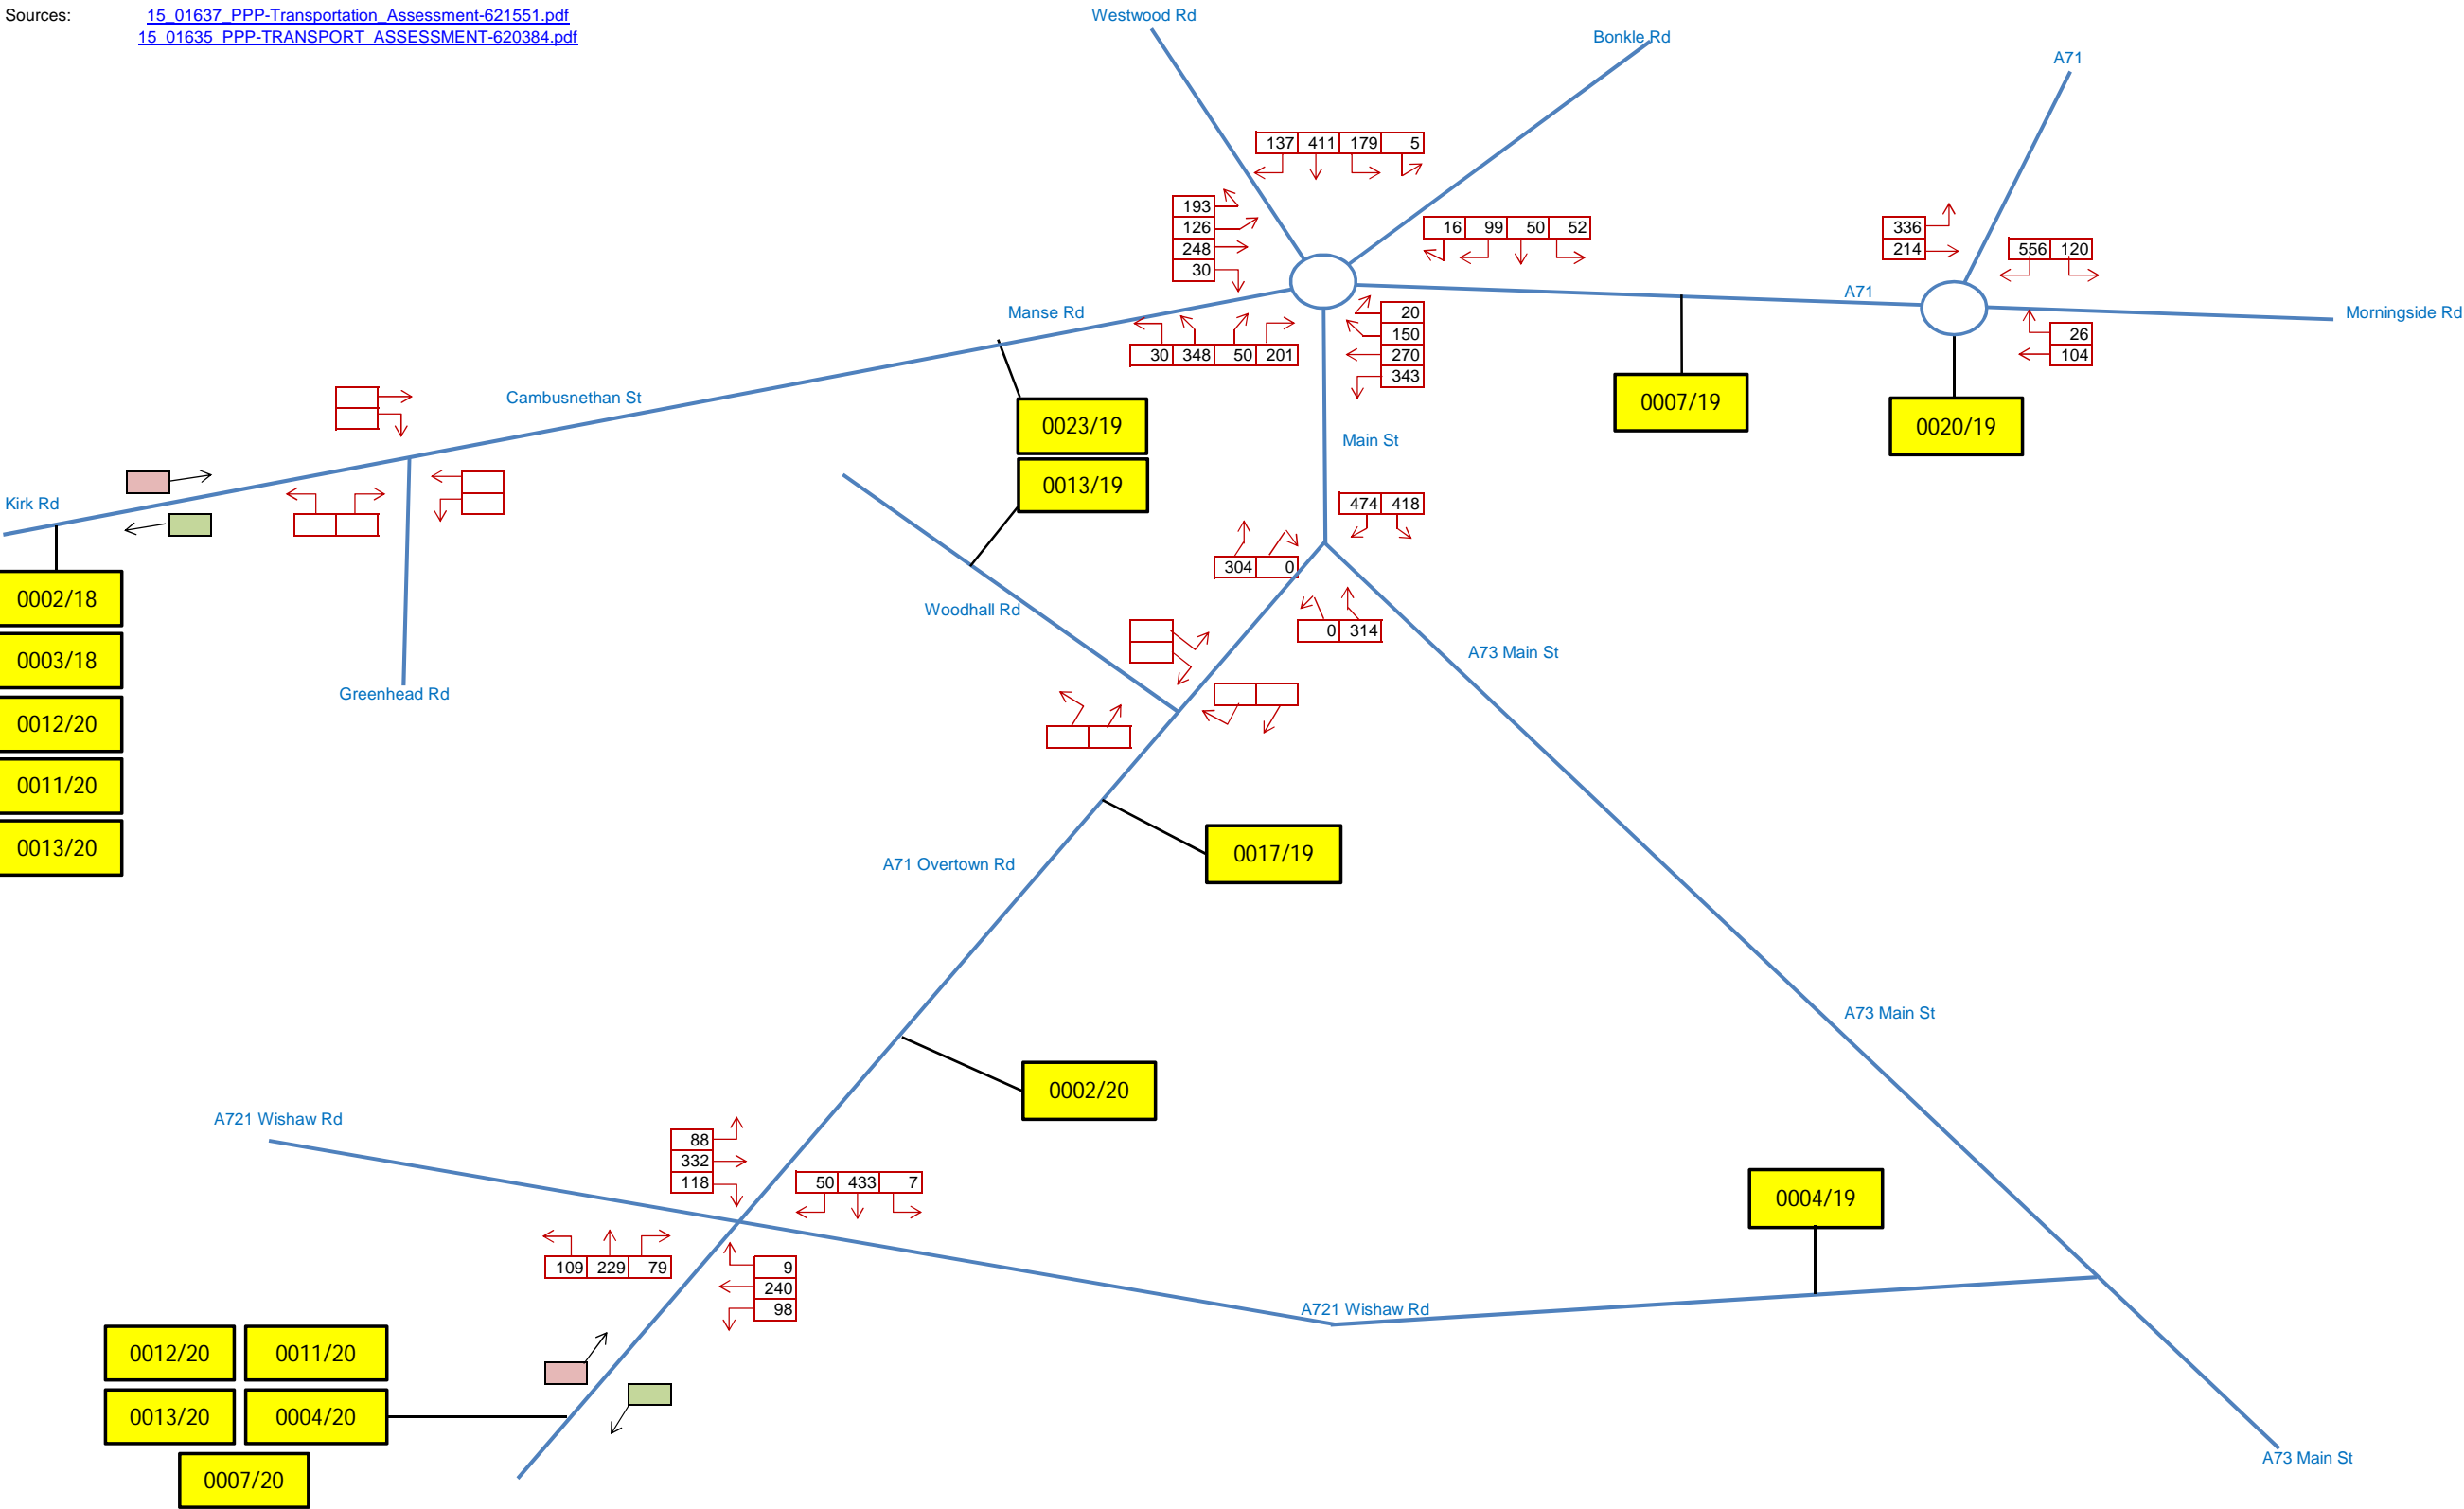 Sources: 15_01637_PPP-Transportation_Assessment-621551.pdf
15_01635_PPP-TRANSPORT_ASSESSMENT-620384.pdf
Westwood Rd
Bonkle Rd
A71
137 411 179 5
193
126
248
30
16 99 50 52
336
214
556 120
A71
Manse Rd
Morningside Rd
20
150
270
343
26
104
30 348 50 201
Cambusnethan St
0007/19
0023/19
0020/19
Main St
0013/19
Kirk Rd
474 418
304 0
0002/18
Woodhall Rd
0 314
0003/18
A73 Main St
Greenhead Rd
0012/20
0011/20
0013/20
0017/19
A71 Overtown Rd
A73 Main St
0002/20
A721 Wishaw Rd
88
332
118
50 433 7
0004/19
109 229 79
9
240
98
A721 Wishaw Rd
0012/20 0011/20
0013/20 0004/20
0007/20
A73 Main St